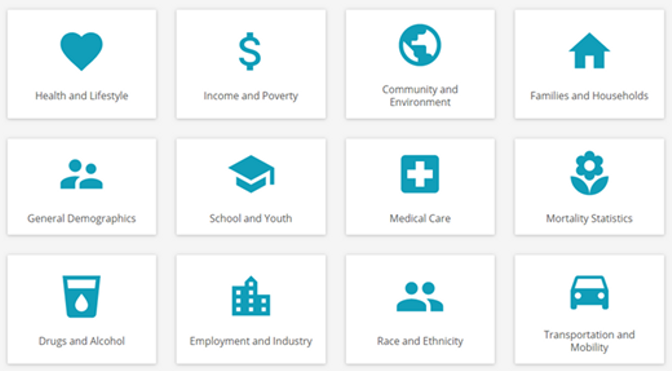 Health and Lifestyle
Income and Poverty
Community and
Environment
Families and Households
General Demographics
School and Youth
Medical Care
Mortality Statistics
Drugs and Alcohol
Employment and Industry
Race and Ethnicity
Transportation and
Mobility